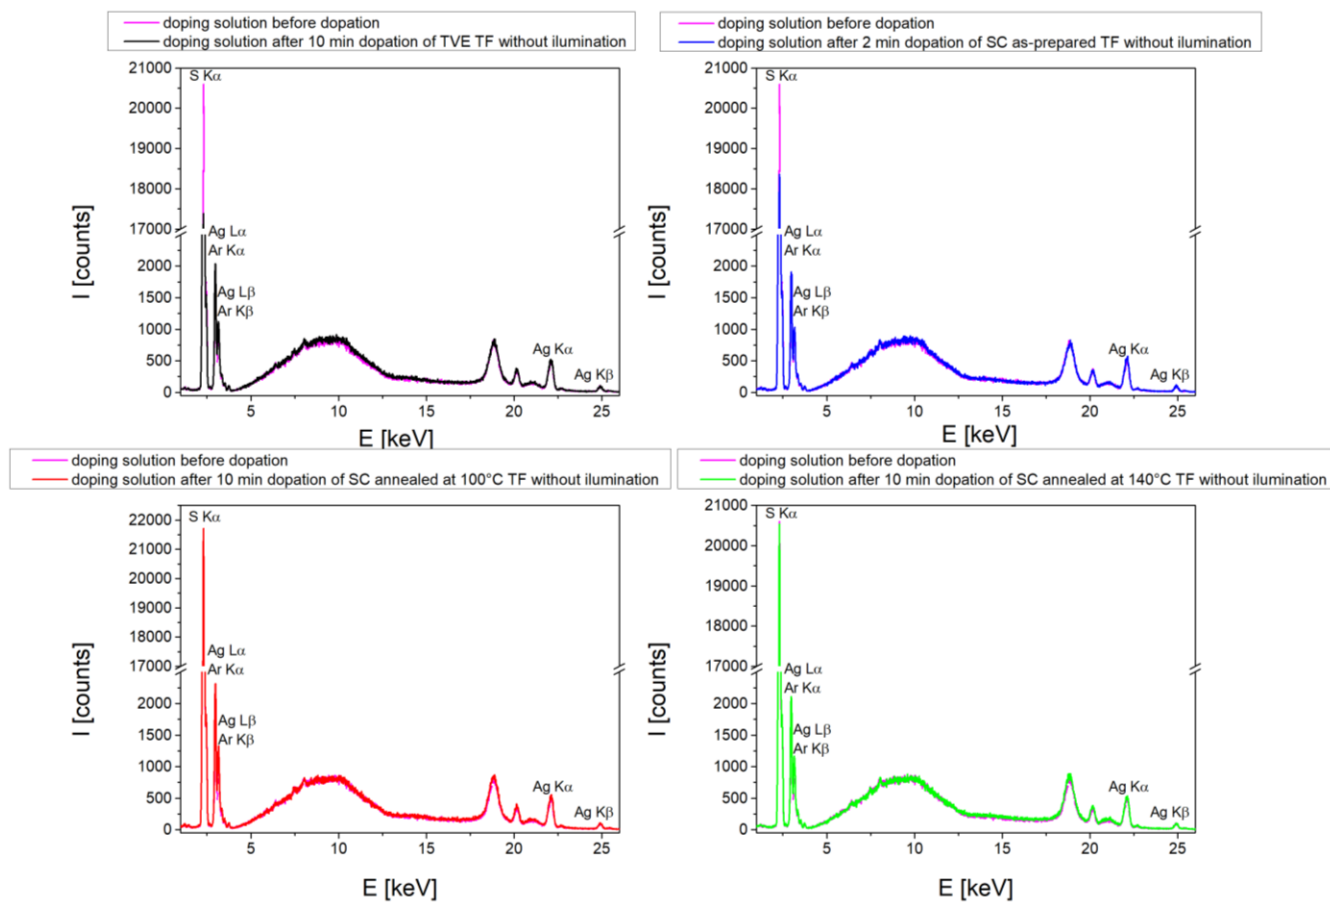 doping solution before dopation
doping solution after 10 min dopation of TVE TF without ilumination
21000
20000
19000
18000
17000
2000
1500
1000
500
0
I [counts]
S Kα
Ag Lα
Ar Kα
Ag Lβ
Ar Kβ
Ag Kα
Ag Kβ
5
10
15
20
25
E [keV]
doping solution before dopation
doping solution after 2 min dopation of SC as-prepared TF without ilumination
21000
20000
19000
18000
17000
2000
1500
1000
500
0
I [counts]
S Kα
Ag Lα
Ar Kα
Ag Lβ
Ar Kβ
Ag Kα
Ag Kβ
5
10
15
20
25
E [keV]
doping solution before dopation
doping solution after 10 min dopation of SC annealed at 100°C TF without ilumination
22000
21000
20000
19000
18000
17000
2000
1500
1000
500
0
I [counts]
S Kα
Ag Lα
Ar Kα
Ag Lβ
Ar Kβ
Ag Kα
Ag Kβ
5
10
15
20
25
E [keV]
doping solution before dopation
doping solution after 10 min dopation of SC annealed at 140°C TF without ilumination
21000
20000
19000
18000
17000
2000
1500
1000
500
0
I [counts]
S Kα
Ag Lα
Ar Kα
Ag Lβ
Ar Kβ
Ag Kα
Ag Kβ
5
10
15
20
25
E [keV]